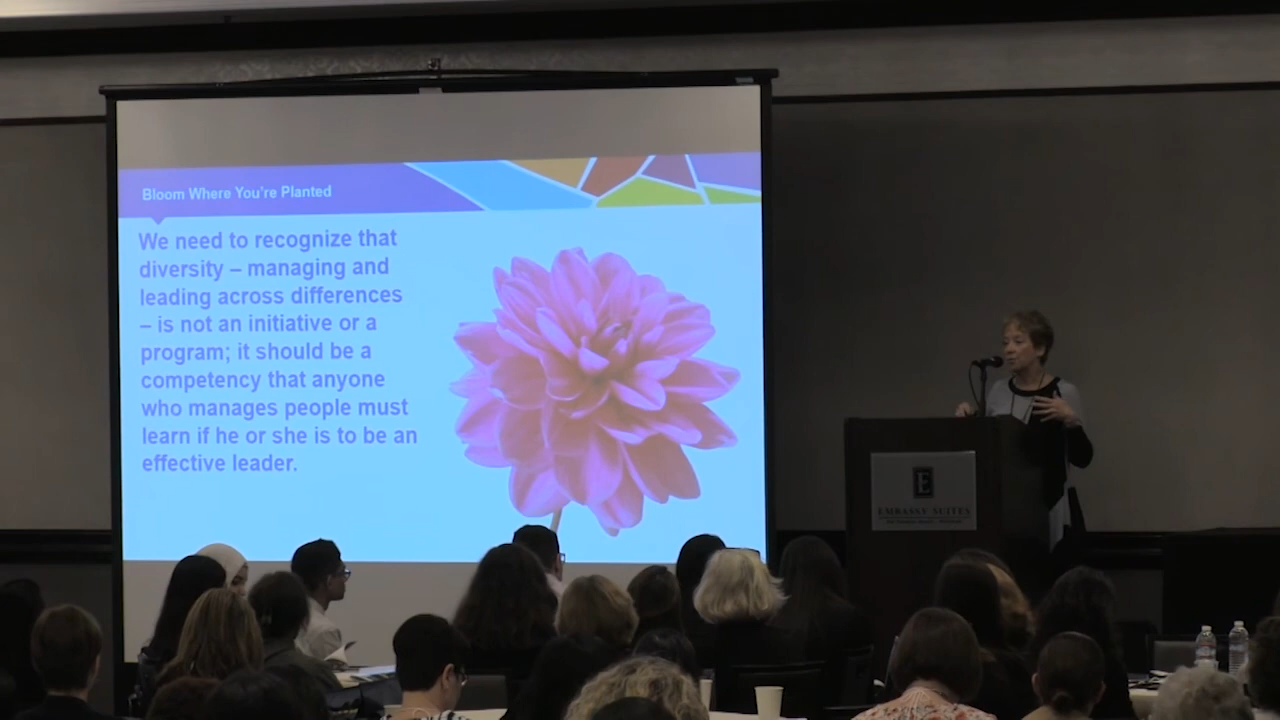 Bloom Where You're Planted
We need to recognize that
diversity – managing and
leading across differences
– is not an initiative or a
program; it should be a
competency that anyone
who manages people must
learn if he or she is to be an
effective leader.
E
EMBASSY SUITES